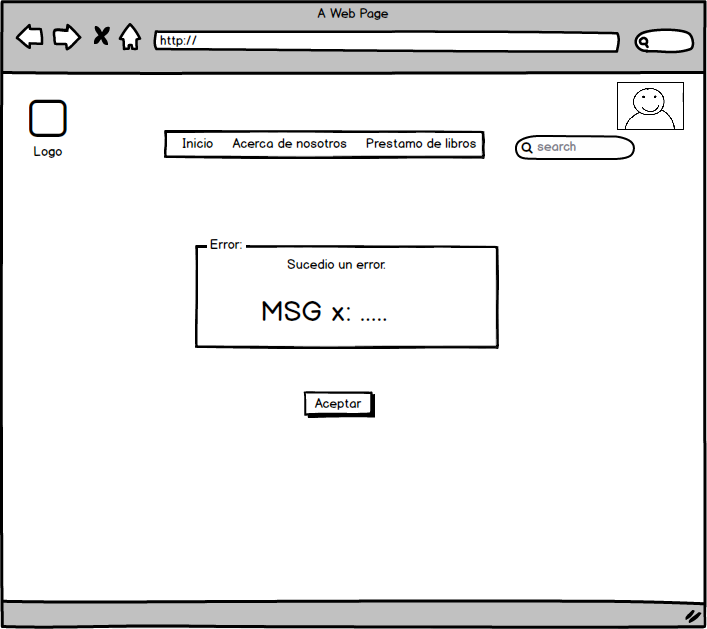 A Web Page
http://
Logo
Inicio Acerca de nosotros Prestamo de libros
search
Error:
Sucedio un error.
MSG x: .....
Aceptar